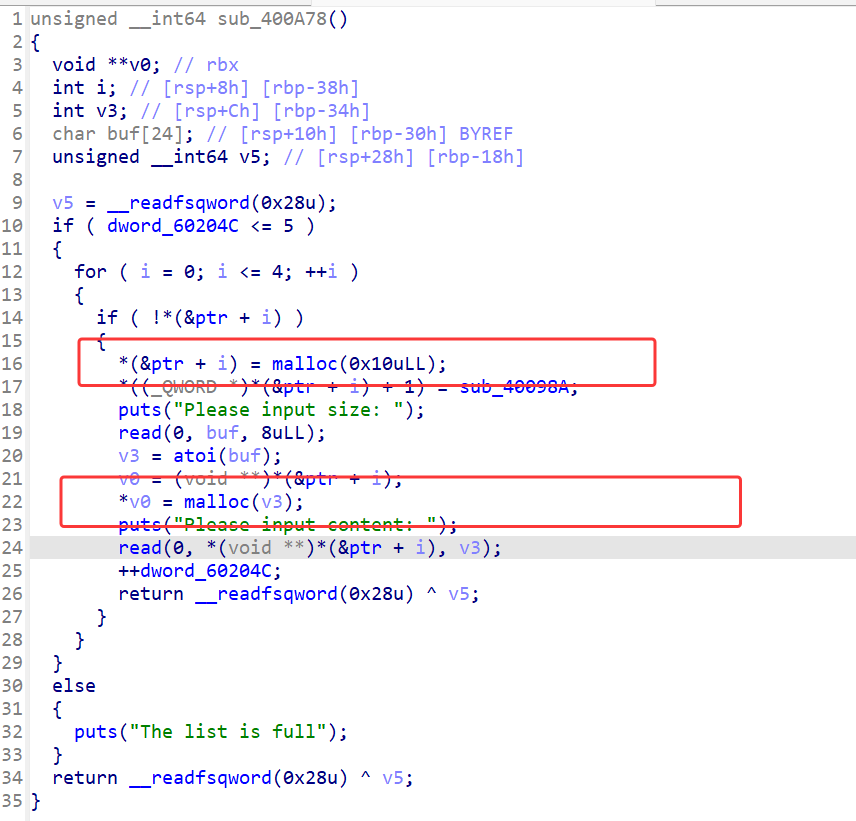 1 unsigned __int64 sub_400A78()
2 {
3   void **v0; // rbx
4   int i; // [rsp+8h] [rbp-38h]
5   int v3; // [rsp+Ch] [rbp-34h]
6   char buf[24]; // [rsp+10h] [rbp-30h] BYREF
7   unsigned __int64 v5; // [rsp+28h] [rbp-18h]
8
9   v5 = __readfsqword(0x28u);
10   if ( dword_60204C <= 5 )
11   {
12     for ( i = 0; i <= 4; ++i )
13     {
14       if ( !*(&ptr + i) )
15       {
16         *(&ptr + i) = malloc(0x10uLL);
17         *((_QWORD *)*(&ptr + i) + 1) = sub_40098A;
18         puts("Please input size: ");
19         read(0, buf, 8uLL);
20         v3 = atoi(buf);
21         v0 = (void **)*(&ptr + i);
22         *v0 = malloc(v3);
23         puts("Please input content: ");
24         read(0, *(void **)*(&ptr + i), v3);
25         ++dword_60204C;
26         return __readfsqword(0x28u) ^ v5;
27       }
28     }
29   }
30   else
31   {
32     puts("The list is full");
33   }
34   return __readfsqword(0x28u) ^ v5;
35 }